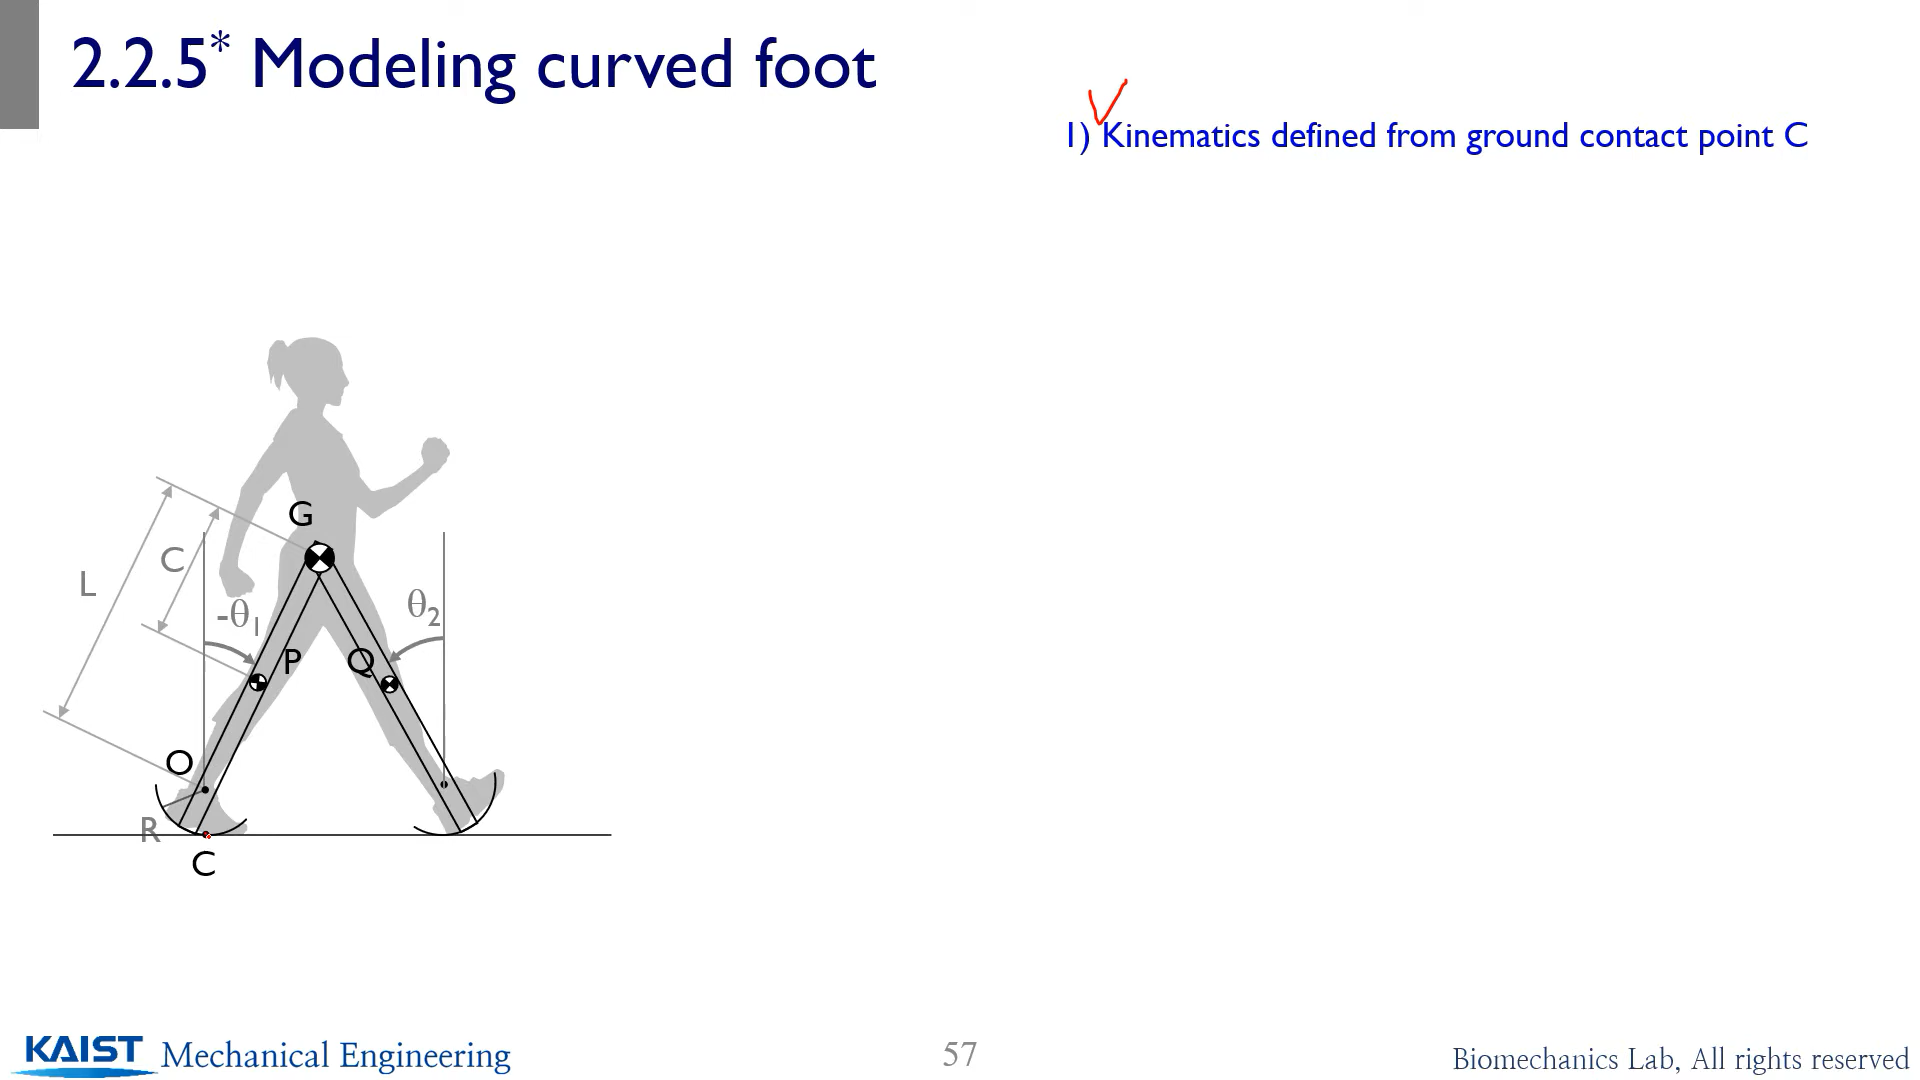 2.2.5* Modeling curved foot
1) Kinematics defined from ground contact point C
G
C
L
-θ1
θ2
P
Q
O
R
C
KAIST Mechanical Engineering
57
Biomechanics Lab, All rights reserved